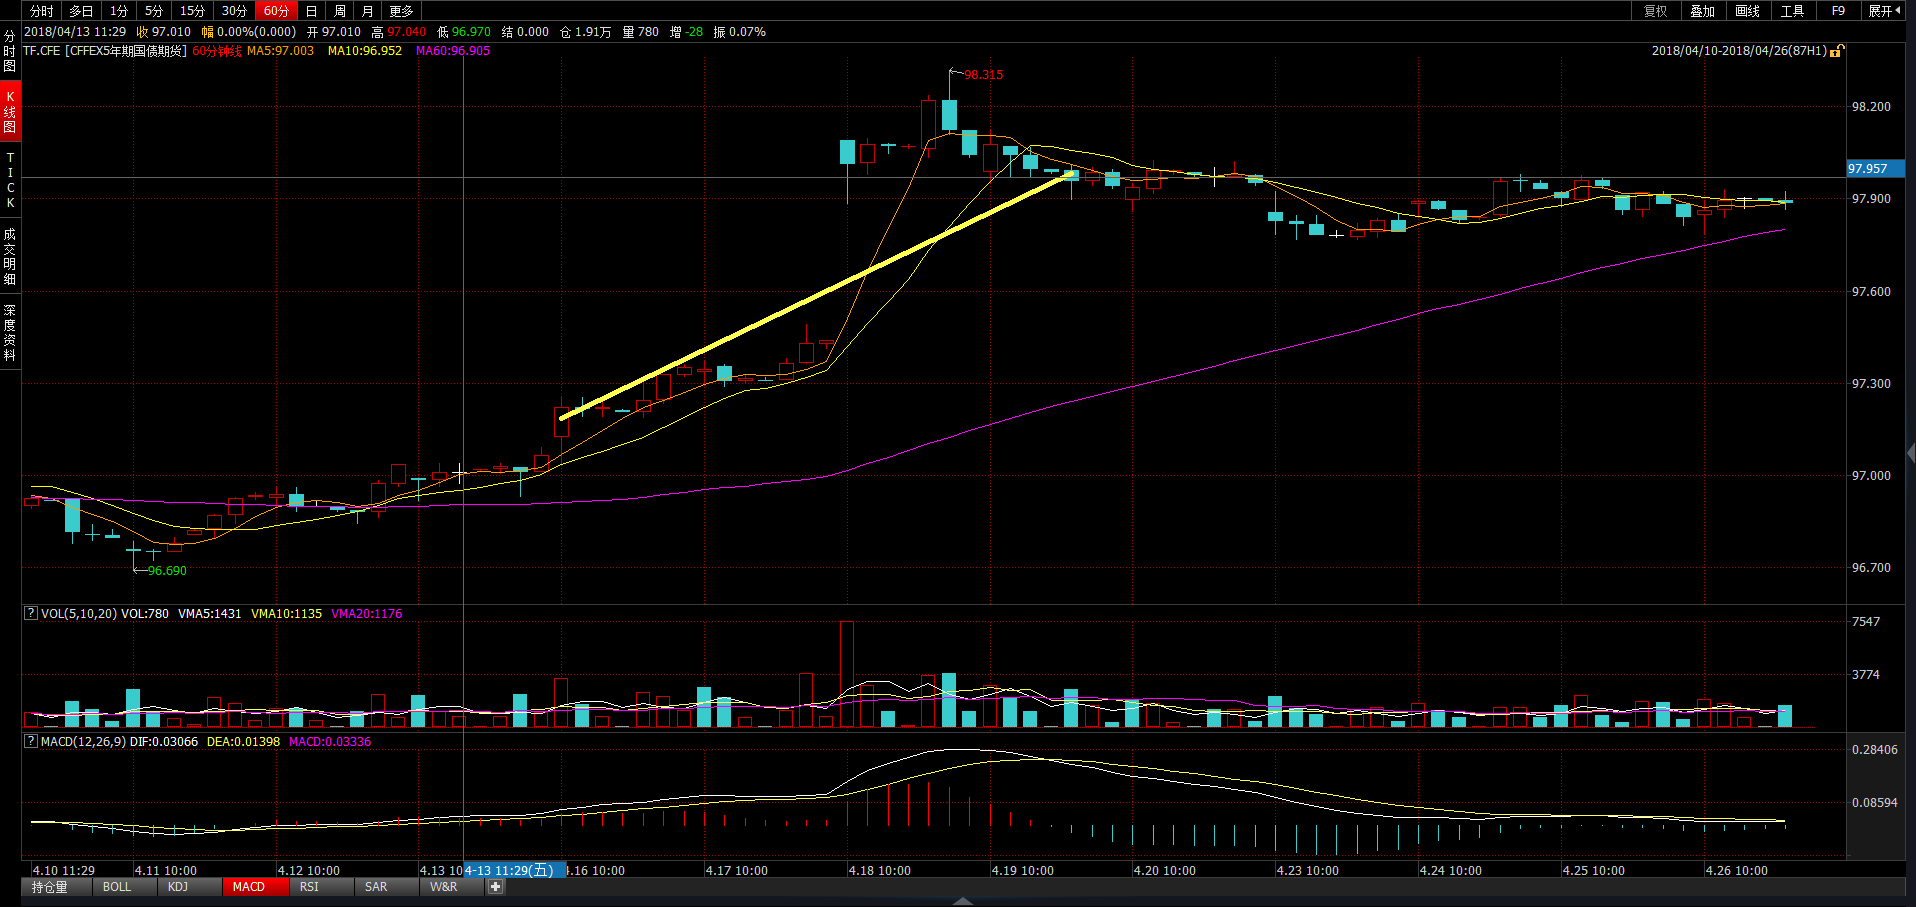 分时 多日 1分 5分 15分 30分 60分 日 周 月 更多 复权 叠加 画线 工具 F9 展开
2018/04/13 11:29 收 97.010 幅 0.00%(0.000) 开 97.010 高 97.040 低 96.970 结 0.000 仓 1.91万 量 780 增 -28 振 0.07%
TF.CFE [CFFEX5年期国债期货] 60分钟线 MA5:97.003 MA10:96.952 MA60:96.905 2018/04/10-2018/04/26(87H1)
分时图
K线图
TICK
成交明细
深度资料
98.315
98.200
97.957
97.900
97.600
97.300
97.000
96.700
96.690
? VOL(5,10,20) VOL:780 VMA5:1431 VMA10:1135 VMA20:1176
7547
3774
? MACD(12,26,9) DIF:0.03066 DEA:0.01398 MACD:0.03336
0.28406
0.08594
4.10 11:29 4.11 10:00 4.12 10:00 4.13 10 4-13 11:29(五) 4.16 10:00 4.17 10:00 4.18 10:00 4.19 10:00 4.20 10:00 4.23 10:00 4.24 10:00 4.25 10:00 4.26 10:00
持仓量 BOLL KDJ MACD RSI SAR W&R